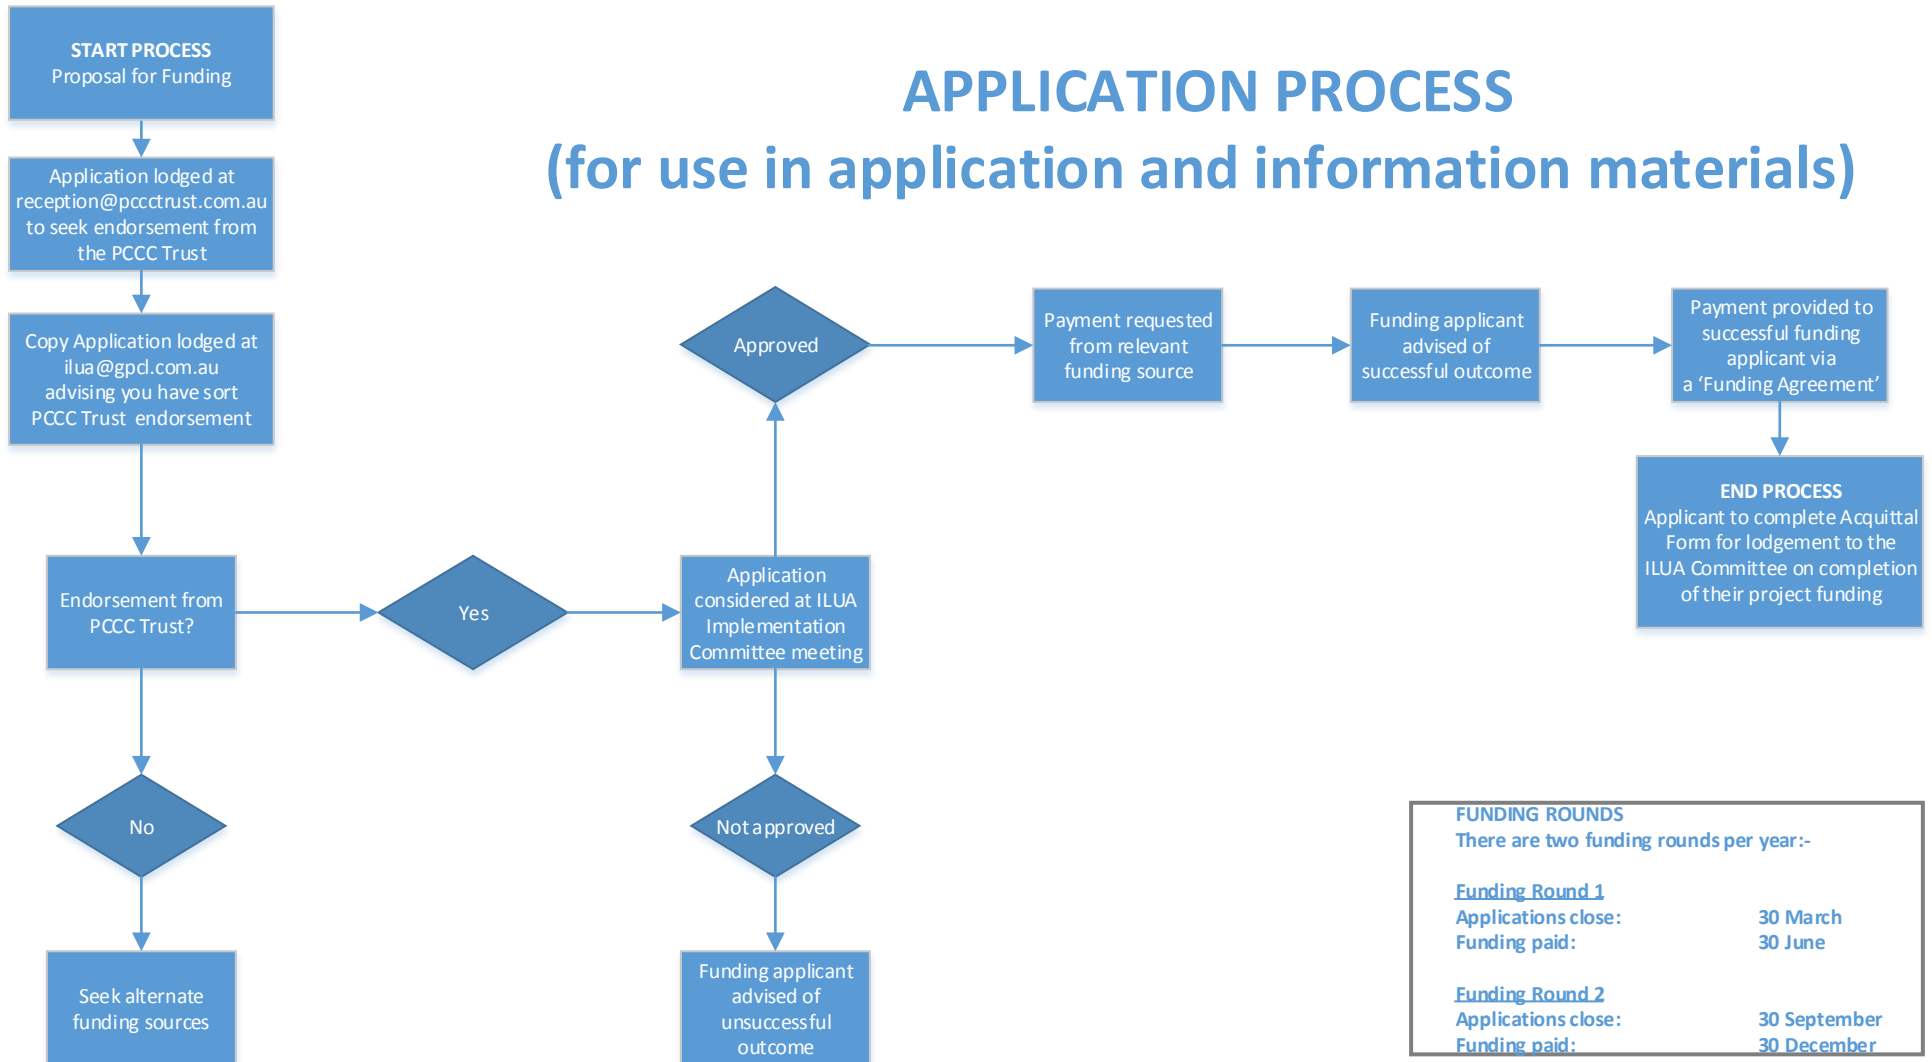 START PROCESS
Proposal for Funding
APPLICATION PROCESS
(for use in application and information materials)
Application lodged at
reception@pccctrust.com.au
to seek endorsement from
the PCCC Trust
Copy Application lodged at
ilua@gpcl.com.au
advising you have sort
PCCC Trust endorsement
Endorsement from
PCCC Trust?
Yes
No
Seek alternate
funding sources
Application
considered at ILUA
Implementation
Committee meeting
Approved
Not approved
Funding applicant
advised of
unsuccessful
outcome
Payment requested
from relevant
funding source
Funding applicant
advised of
successful outcome
Payment provided to
successful funding
applicant via
a ‘Funding Agreement’
END PROCESS
Applicant to complete Acquittal
Form for lodgement to the
ILUA Committee on completion
of their project funding
FUNDING ROUNDS
There are two funding rounds per year:-
Funding Round 1
Applications close: 30 March
Funding paid: 30 June
Funding Round 2
Applications close: 30 September
Funding paid: 30 December